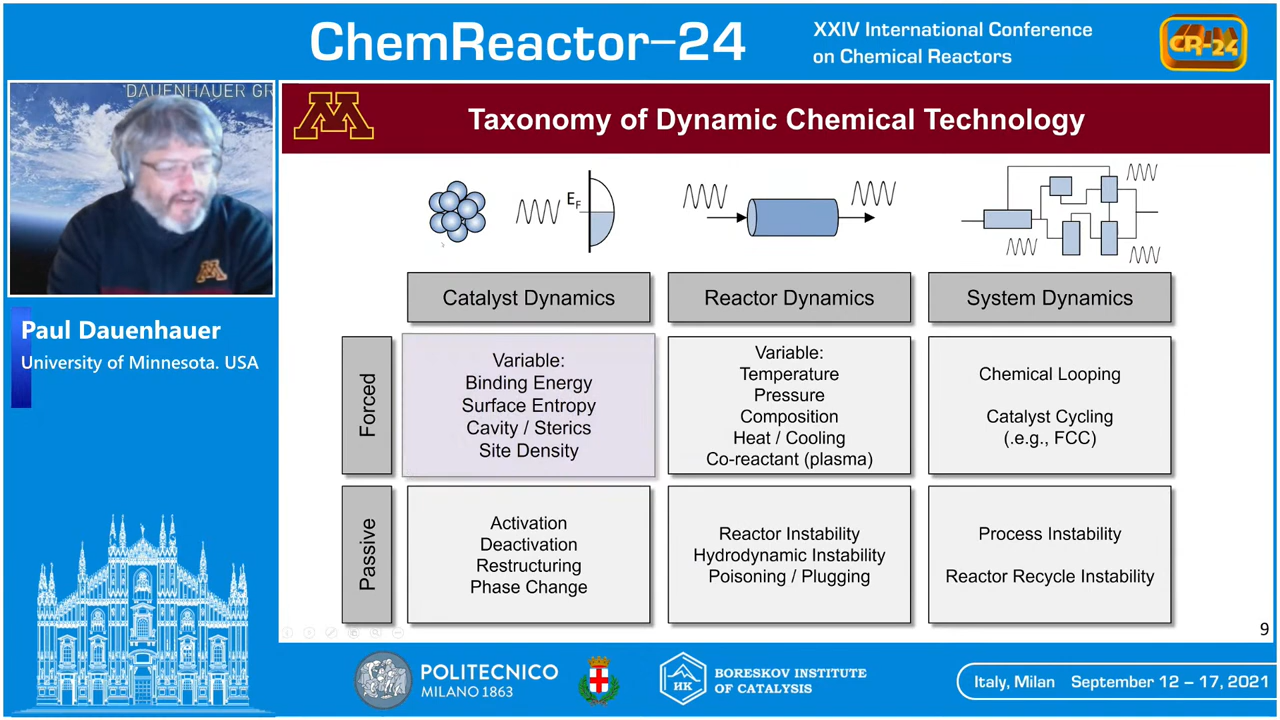 ChemReactor-24
XXIV International Conference
on Chemical Reactors
CR-24
DAUENHAUER GR
M
Paul Dauenhauer
University of Minnesota. USA
M
Taxonomy of Dynamic Chemical Technology
EF
Catalyst Dynamics
Reactor Dynamics
System Dynamics
Forced
Variable:
Binding Energy
Surface Entropy
Cavity / Sterics
Site Density
Variable:
Temperature
Pressure
Composition
Heat / Cooling
Co-reactant (plasma)
Chemical Looping
Catalyst Cycling
(.e.g., FCC)
Passive
Activation
Deactivation
Restructuring
Phase Change
Reactor Instability
Hydrodynamic Instability
Poisoning / Plugging
Process Instability
Reactor Recycle Instability
9
POLITECNICO
MILANO 1863
ИК
BORESKOV INSTITUTE
OF CATALYSIS
Italy, Milan September 12 – 17, 2021